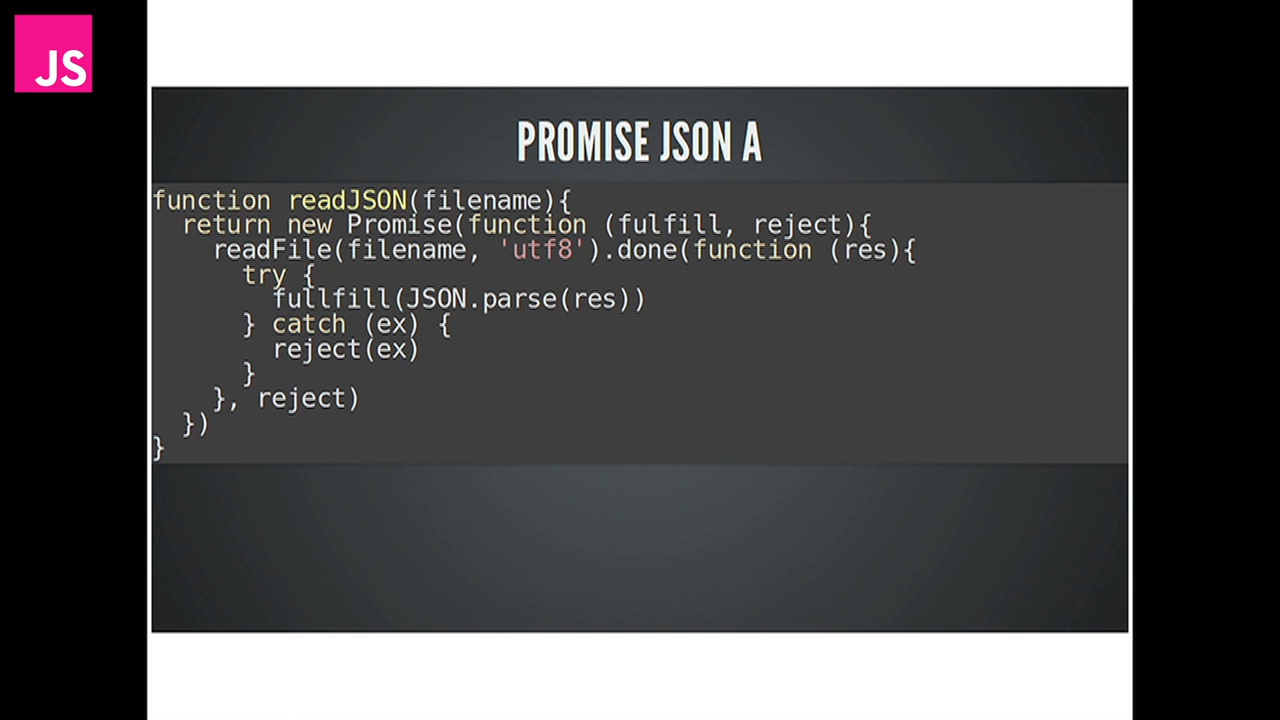 JS
PROMISE JSON A
function readJSON(filename){
  return new Promise(function (fulfill, reject){
    readFile(filename, 'utf8').done(function (res){
      try {
        fullfill(JSON.parse(res))
      } catch (ex) {
        reject(ex)
      }
    }, reject)
  })
}